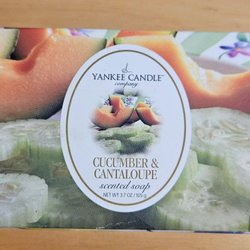 YANKEE CANDLE
company
CUCUMBER &
CANTALOUPE
scented soap
NET WT 3.7 OZ / 105 g